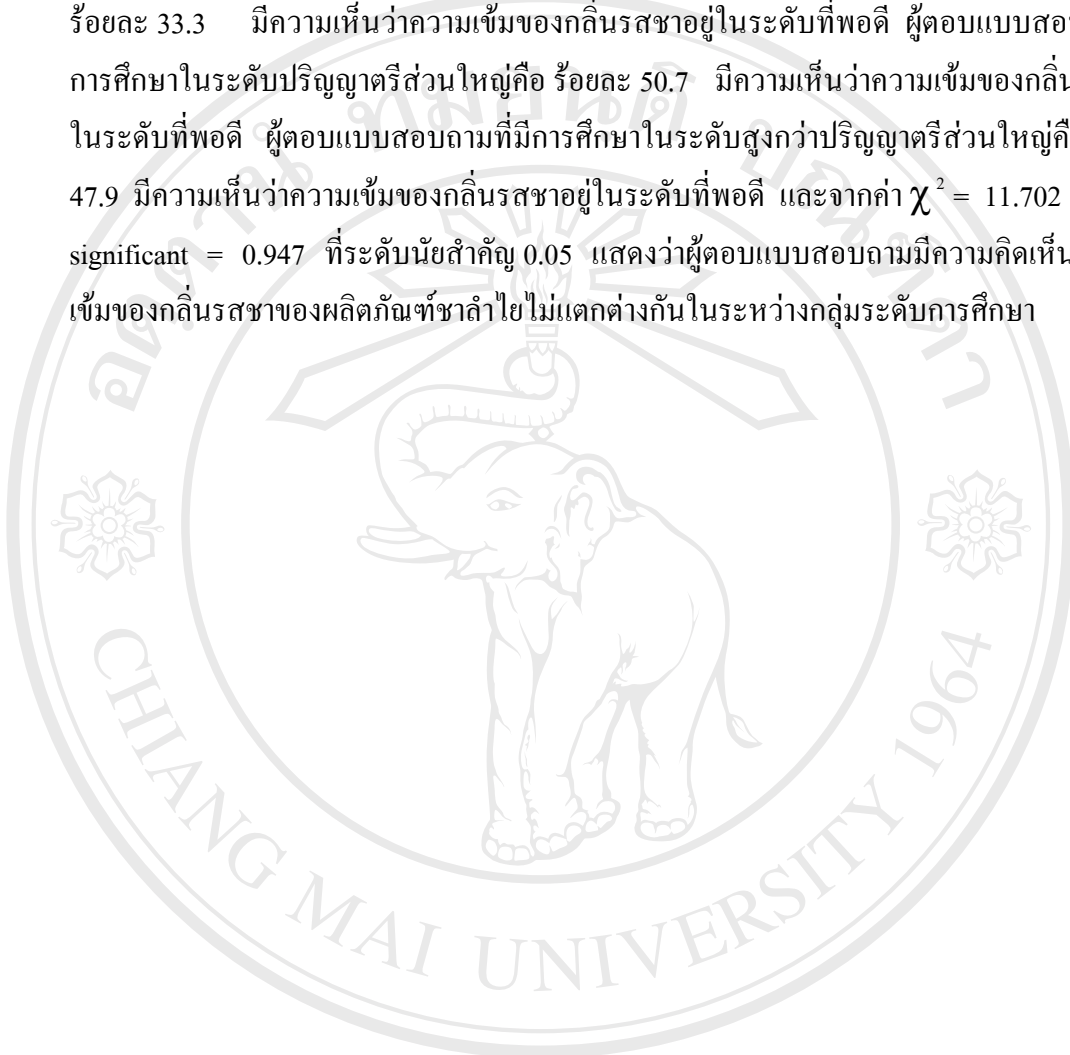 ร้อยละ 33.3 มีความเห็นว่าความเข้มของกลิ่นรสชาอยู่ในระดับที่พอดี ผู้ตอบแบบสอ
การศึกษาในระดับปริญญาตรีส่วนใหญ่คือ ร้อยละ 50.7 มีความเห็นว่าความเข้มของกลิ่น
ในระดับที่พอดี ผู้ตอบแบบสอบถามที่มีการศึกษาในระดับสูงกว่าปริญญาตรีส่วนใหญ่คื
47.9 มีความเห็นว่าความเข้มของกลิ่นรสชาอยู่ในระดับที่พอดี และจากค่า χ² = 11.702
significant = 0.947 ที่ระดับนัยสำคัญ 0.05 แสดงว่าผู้ตอบแบบสอบถามมีความคิดเห็น
เข้มของกลิ่นรสชาของผลิตภัณฑ์ชาลำไยไม่แตกต่างกันในระหว่างกลุ่มระดับการศึกษา
อตฺตานํ ทมยนฺติ ปณฺฑิตา
CHIANG MAI UNIVERSITY 1964